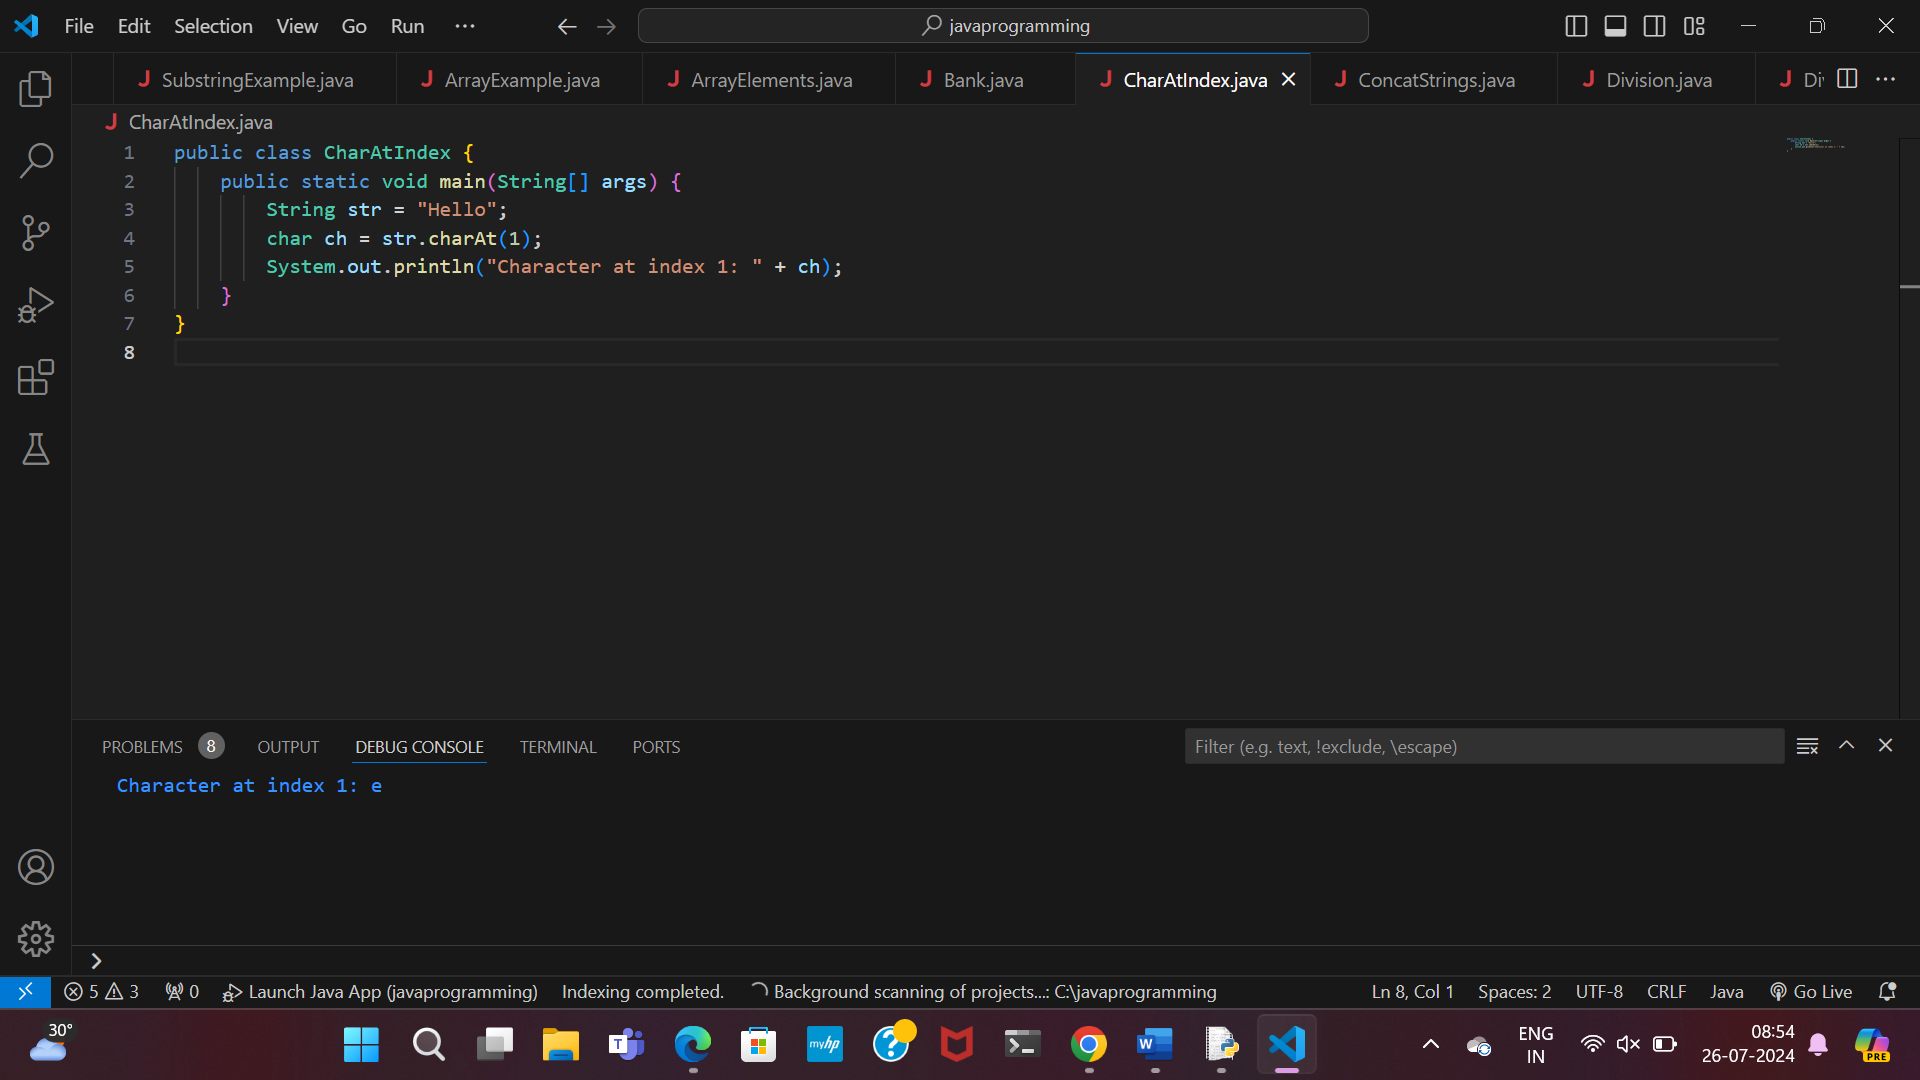 File Edit Selection View Go Run ··· javaprogramming
SubstringExample.java ArrayExample.java ArrayElements.java Bank.java CharAtIndex.java ConcatStrings.java Division.java Di
CharAtIndex.java
1 public class CharAtIndex {
2 public static void main(String[] args) {
3 String str = "Hello";
4 char ch = str.charAt(1);
5 System.out.println("Character at index 1: " + ch);
6 }
7 }
8
PROBLEMS 8 OUTPUT DEBUG CONSOLE TERMINAL PORTS Filter (e.g. text, !exclude, \escape)
Character at index 1: e
5 3 0 Launch Java App (javaprogramming) Indexing completed. Background scanning of projects...: C:\javaprogramming Ln 8, Col 1 Spaces: 2 UTF-8 CRLF Java Go Live
30° myhp ENG 08:54
IN 26-07-2024 PRE